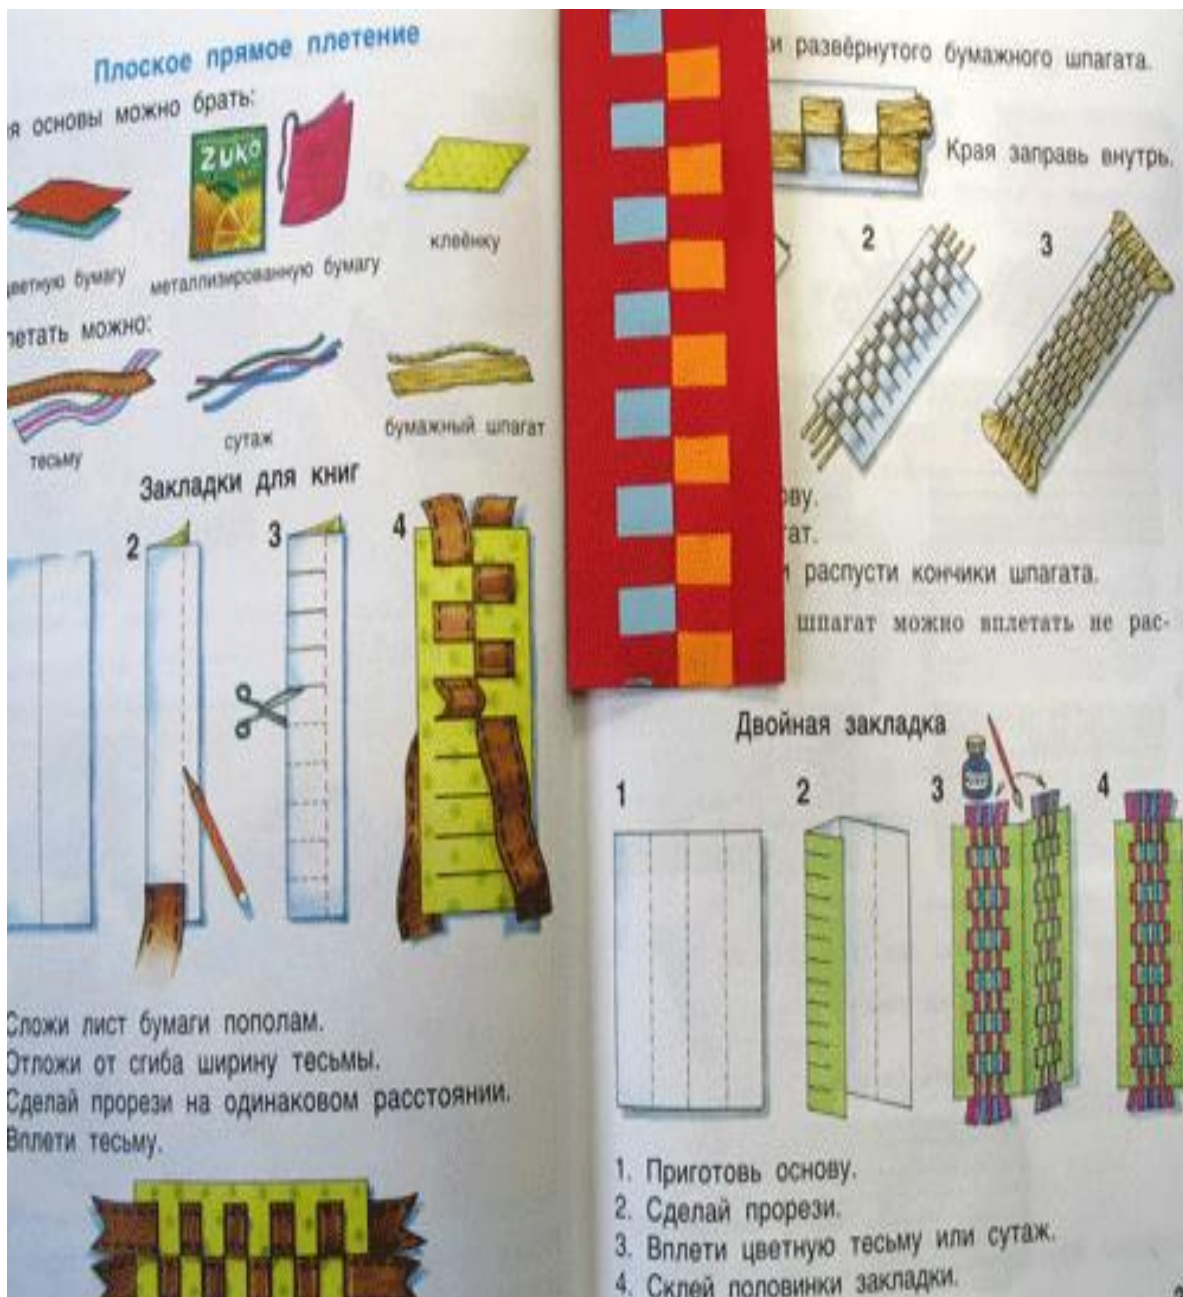 Плоское прямое плетение
основы можно брать:
ZUKO
цветную бумагу
металлизированную бумагу
клеёнку
можно:
тесьму
сутаж
бумажный шпагат
Закладки для книг
2
3
4
Сложи лист бумаги пополам.
Отложи от сгиба ширину тесьмы.
Сделай прорези на одинаковом расстоянии.
Вплети тесьму.
развёрнутого бумажного шпагата.
Края заправь внутрь.
2
3
распусти кончики шпагата.
шпагат можно вплетать не рас-
Двойная закладка
1
2
3
4
1. Приготовь основу.
2. Сделай прорези.
3. Вплети цветную тесьму или сутаж.
4. Склей половинки закладки.